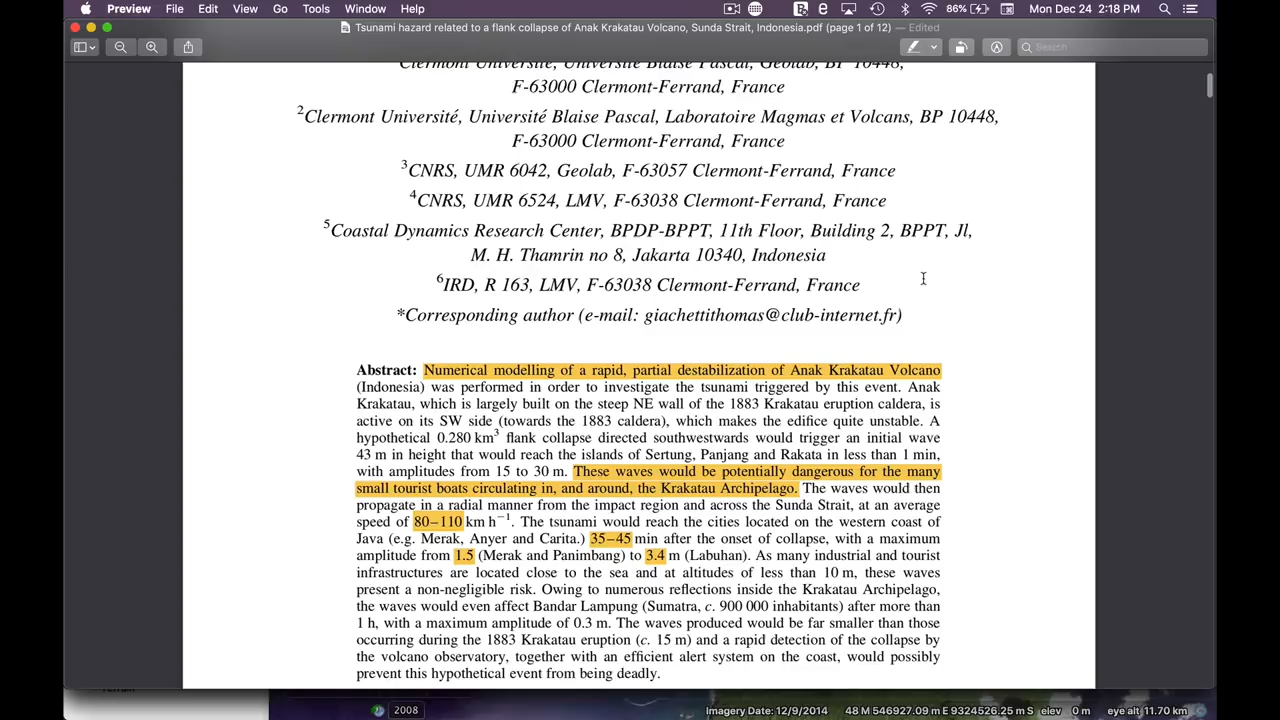 Preview File Edit View Go Tools Window Help 86% Mon Dec 24 2:18 PM
Tsunami hazard related to a flank collapse of Anak Krakatau Volcano, Sunda Strait, Indonesia.pdf (page 1 of 12) — Edited
Search
Clermont Université, Université Blaise Pascal, Geolab, BP 10448,
F-63000 Clermont-Ferrand, France
2Clermont Université, Université Blaise Pascal, Laboratoire Magmas et Volcans, BP 10448,
F-63000 Clermont-Ferrand, France
3CNRS, UMR 6042, Geolab, F-63057 Clermont-Ferrand, France
4CNRS, UMR 6524, LMV, F-63038 Clermont-Ferrand, France
5Coastal Dynamics Research Center, BPDP-BPPT, 11th Floor, Building 2, BPPT, Jl,
M. H. Thamrin no 8, Jakarta 10340, Indonesia
6IRD, R 163, LMV, F-63038 Clermont-Ferrand, France
*Corresponding author (e-mail: giachettithomas@club-internet.fr)
Abstract: Numerical modelling of a rapid, partial destabilization of Anak Krakatau Volcano
(Indonesia) was performed in order to investigate the tsunami triggered by this event. Anak
Krakatau, which is largely built on the steep NE wall of the 1883 Krakatau eruption caldera, is
active on its SW side (towards the 1883 caldera), which makes the edifice quite unstable. A
hypothetical 0.280 km3 flank collapse directed southwestwards would trigger an initial wave
43 m in height that would reach the islands of Sertung, Panjang and Rakata in less than 1 min,
with amplitudes from 15 to 30 m. These waves would be potentially dangerous for the many
small tourist boats circulating in, and around, the Krakatau Archipelago. The waves would then
propagate in a radial manner from the impact region and across the Sunda Strait, at an average
speed of 80–110 km h−1. The tsunami would reach the cities located on the western coast of
Java (e.g. Merak, Anyer and Carita.) 35–45 min after the onset of collapse, with a maximum
amplitude from 1.5 (Merak and Panimbang) to 3.4 m (Labuhan). As many industrial and tourist
infrastructures are located close to the sea and at altitudes of less than 10 m, these waves
present a non-negligible risk. Owing to numerous reflections inside the Krakatau Archipelago,
the waves would even affect Bandar Lampung (Sumatra, c. 900 000 inhabitants) after more than
1 h, with a maximum amplitude of 0.3 m. The waves produced would be far smaller than those
occurring during the 1883 Krakatau eruption (c. 15 m) and a rapid detection of the collapse by
the volcano observatory, together with an efficient alert system on the coast, would possibly
prevent this hypothetical event from being deadly.
Terrain
2008 Imagery Date: 12/9/2014 48 M 546927.09 m E 9324526.25 m S elev 0 m eye alt 11.70 km